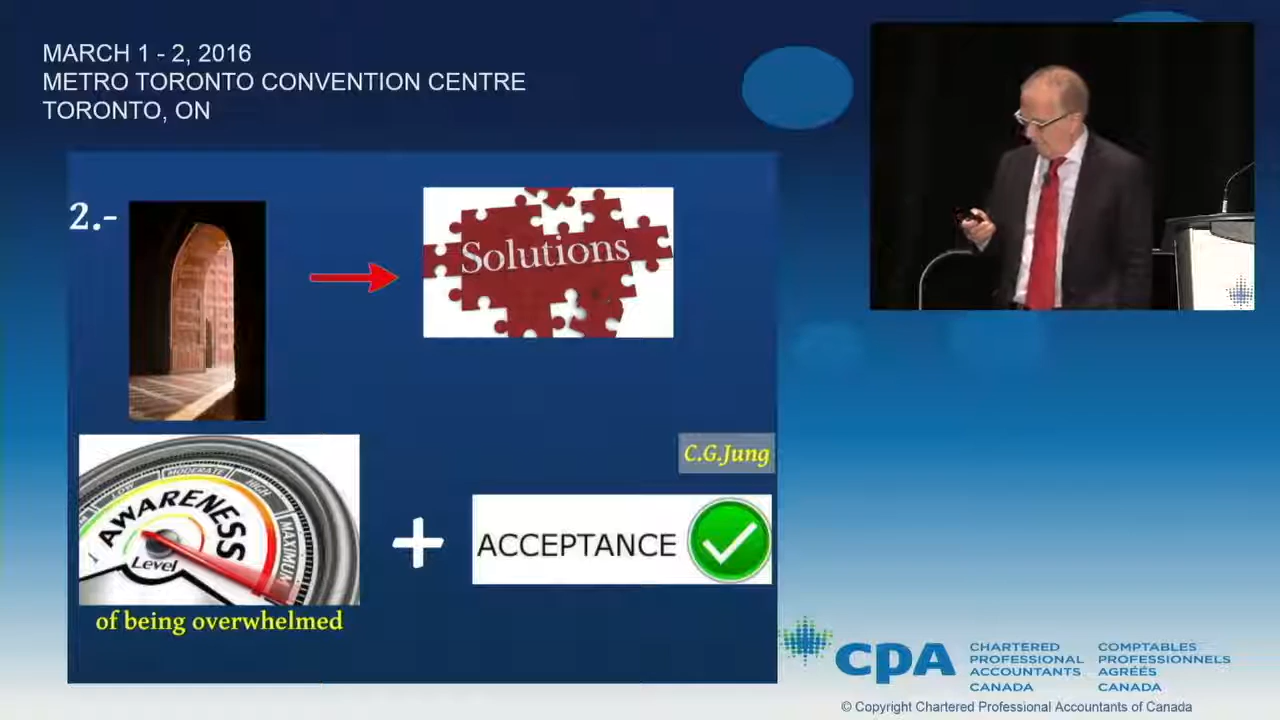 MARCH 1 - 2, 2016
METRO TORONTO CONVENTION CENTRE
TORONTO, ON
2.-
Solutions
C.G.Jung
LOW
MODERATE
HIGH
MAXIMUM
AWARENESS
Level
+
ACCEPTANCE
of being overwhelmed
CPA
CHARTERED
PROFESSIONAL
ACCOUNTANTS
CANADA
COMPTABLES
PROFESSIONNELS
AGRÉÉS
CANADA
© Copyright Chartered Professional Accountants of Canada